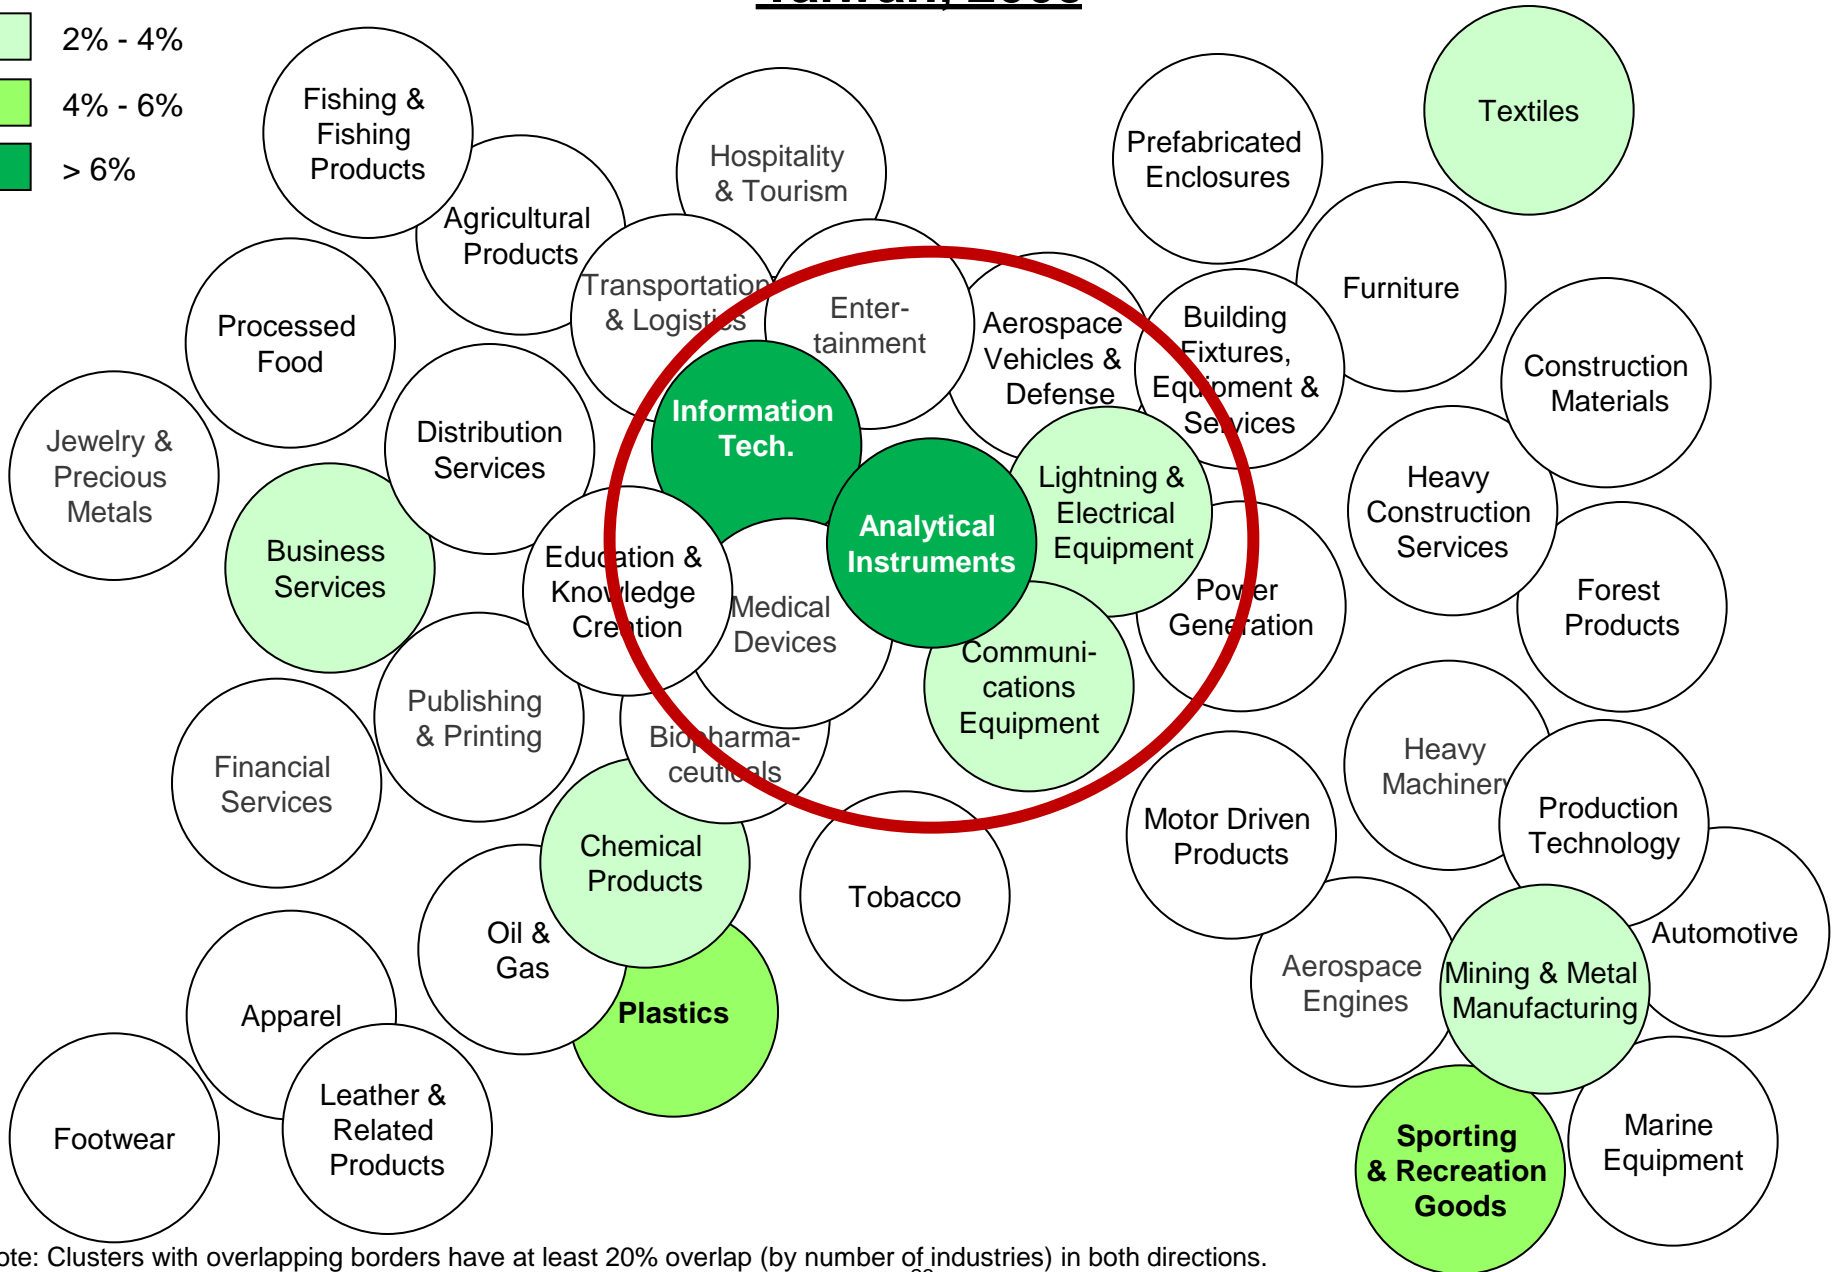 2% - 4%
4% - 6%
> 6%
Fishing &
Fishing
Products
Agricultural
Products
Hospitality
& Tourism
Transportation
& Logistics
Enter-
tainment
Prefabricated
Enclosures
Textiles
Furniture
Processed
Food
Aerospace
Vehicles &
Defense
Building
Fixtures,
Equipment &
Services
Construction
Materials
Jewelry &
Precious
Metals
Distribution
Services
Information
Tech.
Lightning &
Electrical
Equipment
Heavy
Construction
Services
Business
Services
Education &
Knowledge
Creation
Analytical
Instruments
Medical
Devices
Power
Generation
Forest
Products
Communi-
cations
Equipment
Publishing
& Printing
Biopharma-
ceuticals
Financial
Services
Heavy
Machinery
Motor Driven
Products
Production
Technology
Chemical
Products
Tobacco
Oil &
Gas
Automotive
Aerospace
Engines
Mining & Metal
Manufacturing
Plastics
Apparel
Leather &
Related
Products
Footwear
Sporting
& Recreation
Goods
Marine
Equipment
ote: Clusters with overlapping borders have at least 20% overlap (by number of industries) in both directions.